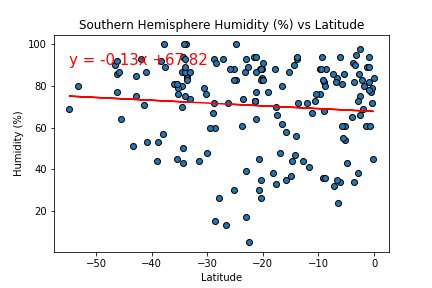 Southern Hemisphere Humidity (%) vs Latitude
y = -0.13x +67.82
Humidity (%)
100
80
60
40
20
−50
−40
−30
−20
−10
0
Latitude